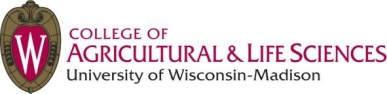 W
COLLEGE OF
AGRICULTURAL & LIFE SCIENCES
University of Wisconsin-Madison